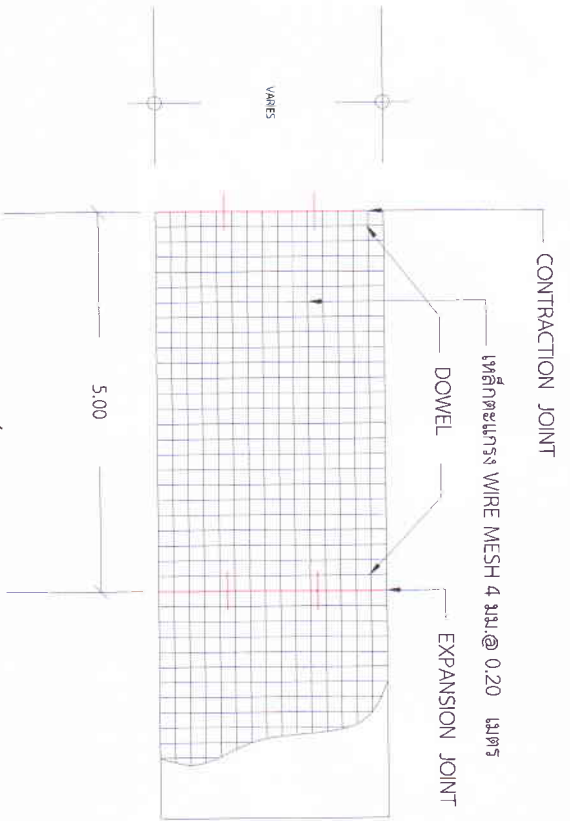 CONTRACTION JOINT
เหล็กตะแกรง WIRE MESH 4 มม.@ 0.20 เมตร
DOWEL
EXPANSION JOINT
VARIES
5.00